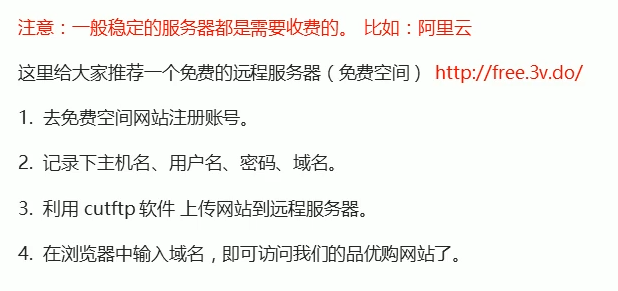 注意：一般稳定的服务器都是需要收费的。 比如：阿里云
这里给大家推荐一个免费的远程服务器（免费空间） http://free.3v.do/
1. 去免费空间网站注册账号。
2. 记录下主机名、用户名、密码、域名。
3. 利用 cutftp 软件 上传网站到远程服务器。
4. 在浏览器中输入域名，即可访问我们的品优购网站了。